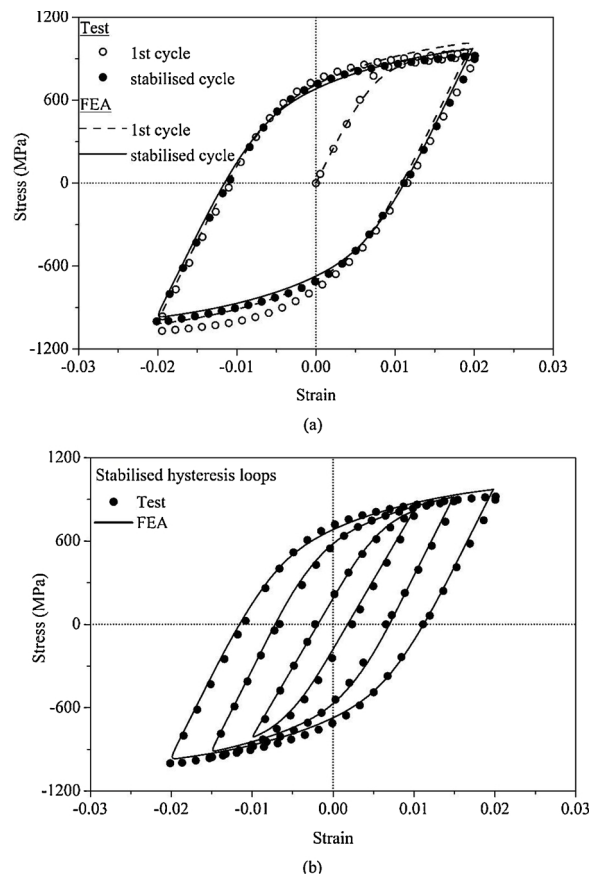 1200
600
0
-600
-1200
Stress (MPa)
Test
1st cycle
stabilised cycle
FEA
1st cycle
stabilised cycle
-0.03 -0.02 -0.01 0.00 0.01 0.02 0.03
Strain
(a)
1200
600
0
-600
-1200
Stress (MPa)
Stabilised hysteresis loops
Test
FEA
-0.03 -0.02 -0.01 0.00 0.01 0.02 0.03
Strain
(b)